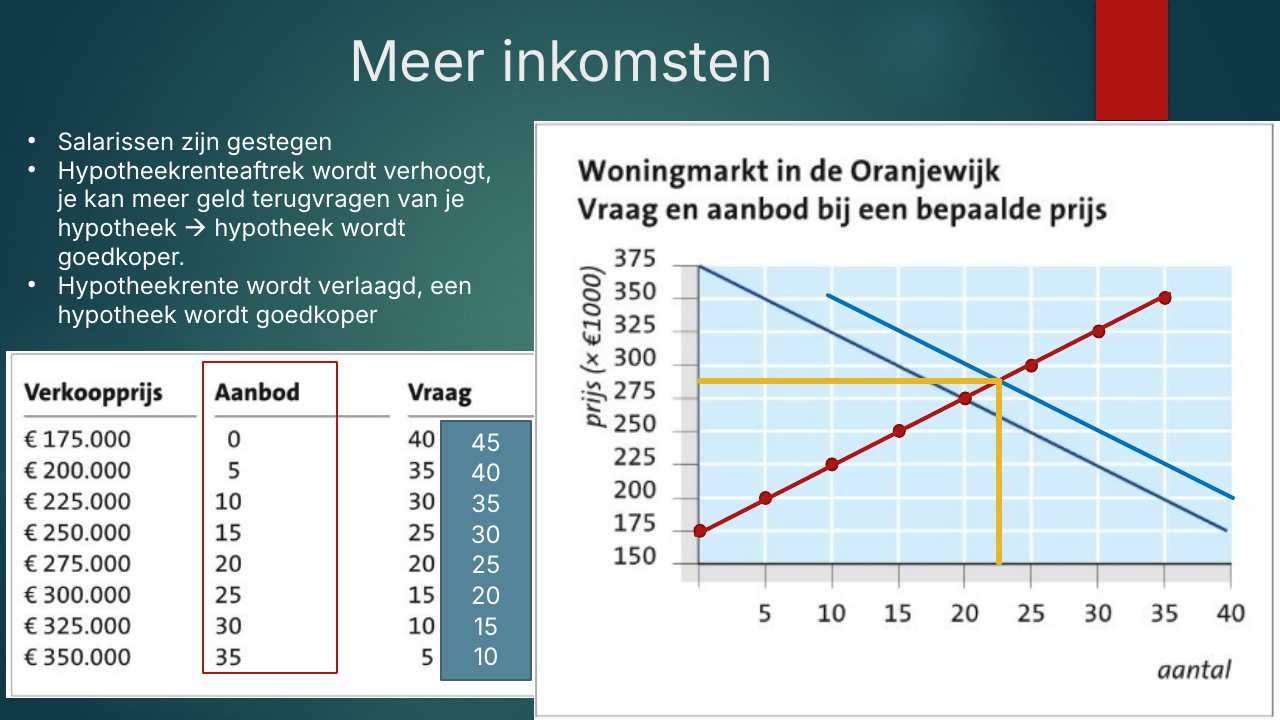 Meer inkomsten
• Salarissen zijn gestegen
• Hypotheekrenteaftrek wordt verhoogt,
je kan meer geld terugvragen van je
hypotheek → hypotheek wordt
goedkoper.
• Hypotheekrente wordt verlaagd, een
hypotheek wordt goedkoper
Verkoopprijs Aanbod Vraag
€ 175.000 0 40 45
€ 200.000 5 35 40
€ 225.000 10 30 35
€ 250.000 15 25 30
€ 275.000 20 20 25
€ 300.000 25 15 20
€ 325.000 30 10 15
€ 350.000 35 5 10
Woningmarkt in de Oranjewijk
Vraag en aanbod bij een bepaalde prijs
prijs (× €1000)
375
350
325
300
275
250
225
200
175
150
5 10 15 20 25 30 35 40
aantal